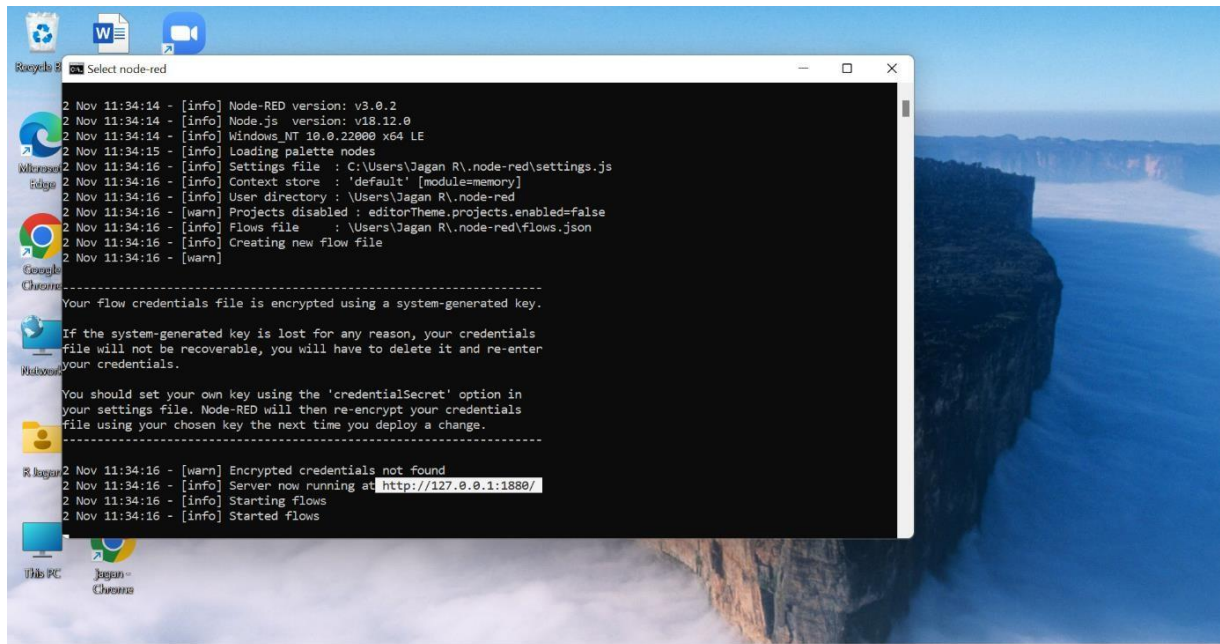 Recycle B
W
Select node-red
2 Nov 11:34:14 - [info] Node-RED version: v3.0.2
2 Nov 11:34:14 - [info] Node.js  version: v18.12.0
2 Nov 11:34:14 - [info] Windows_NT 10.0.22000 x64 LE
2 Nov 11:34:15 - [info] Loading palette nodes
2 Nov 11:34:16 - [info] Settings file  : C:\Users\Jagan R\.node-red\settings.js
2 Nov 11:34:16 - [info] Context store  : 'default' [module=memory]
2 Nov 11:34:16 - [info] User directory : \Users\Jagan R\.node-red
2 Nov 11:34:16 - [warn] Projects disabled : editorTheme.projects.enabled=false
2 Nov 11:34:16 - [info] Flows file     : \Users\Jagan R\.node-red\flows.json
2 Nov 11:34:16 - [info] Creating new flow file
2 Nov 11:34:16 - [warn]
---------------------------------------------------------------------
Your flow credentials file is encrypted using a system-generated key.
If the system-generated key is lost for any reason, your credentials
file will not be recoverable, you will have to delete it and re-enter
your credentials.
You should set your own key using the 'credentialSecret' option in
your settings file. Node-RED will then re-encrypt your credentials
file using your chosen key the next time you deploy a change.
---------------------------------------------------------------------
2 Nov 11:34:16 - [warn] Encrypted credentials not found
2 Nov 11:34:16 - [info] Server now running at http://127.0.0.1:1880/
2 Nov 11:34:16 - [info] Starting flows
2 Nov 11:34:16 - [info] Started flows
Microsof
Edge
Google
Chrome
Network
R Jagan
This PC
Jagan -
Chrome